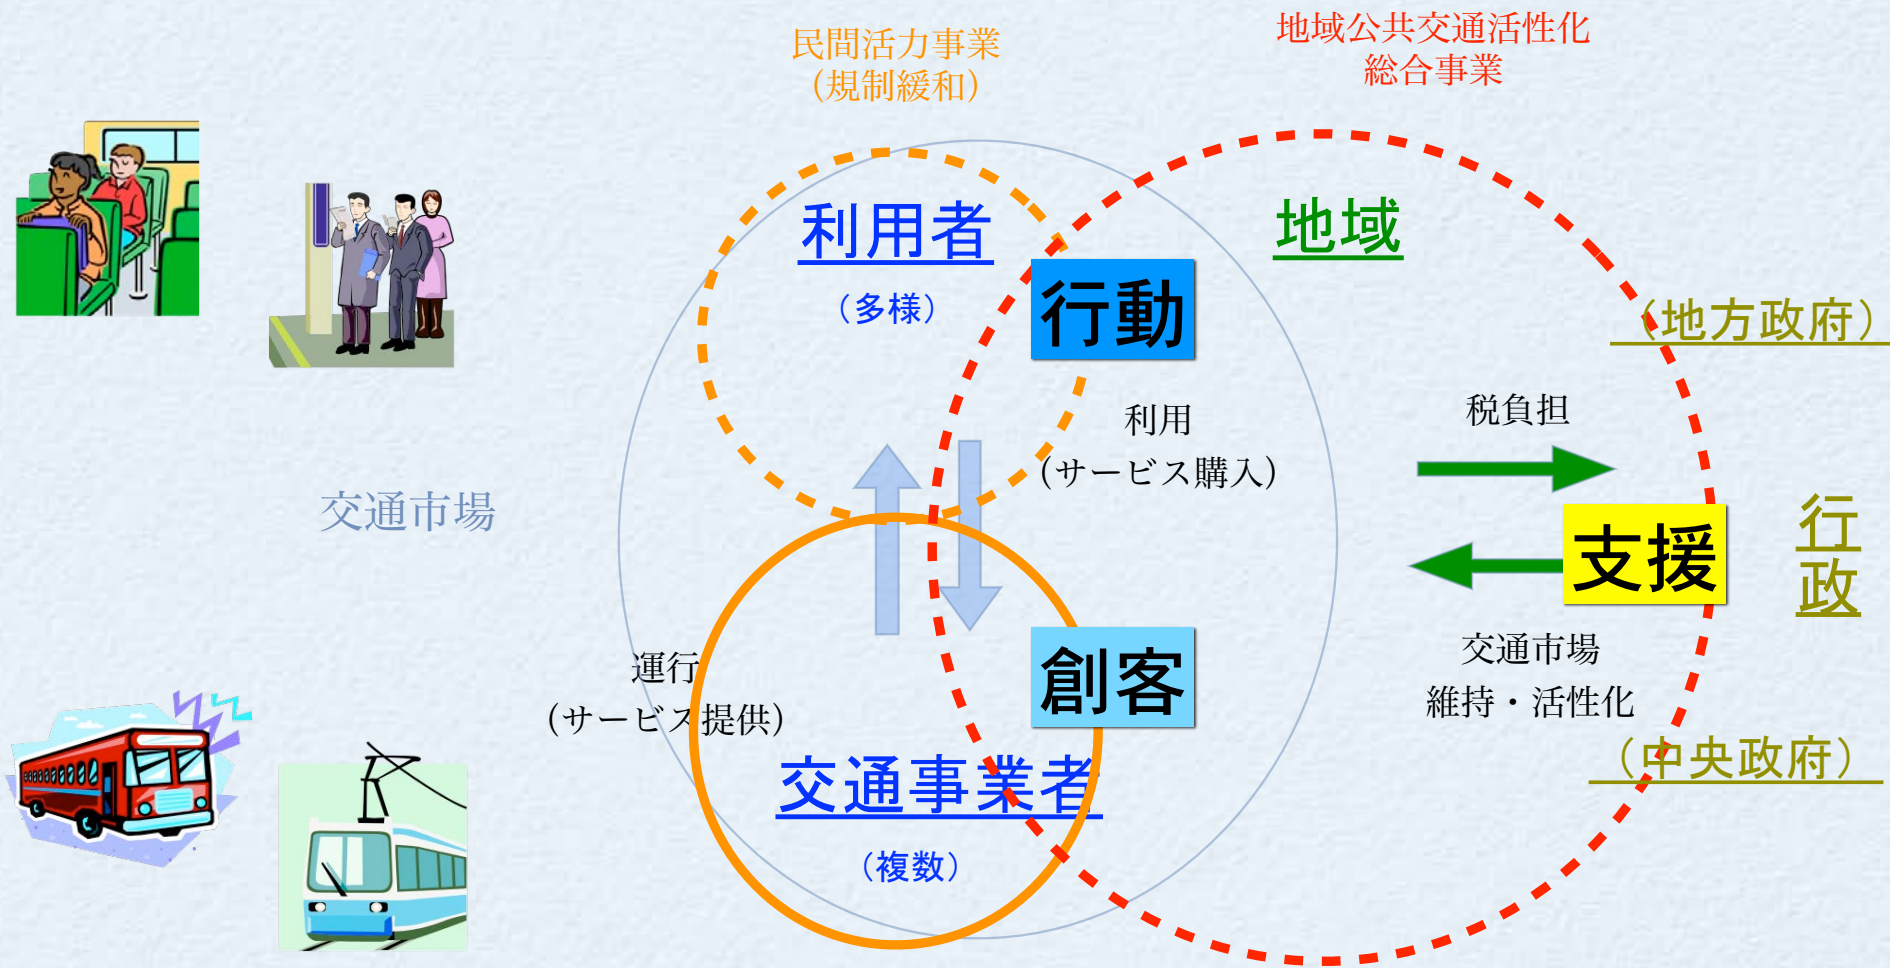 民間活力事業
（規制緩和）
地域公共交通活性化
総合事業
利用者
（多様）
行動
地域
（地方政府）
利用
（サービス購入）
税負担
交通市場
支援
行
政
運行
（サービス提供）
創客
交通市場
維持・活性化
（中央政府）
交通事業者
（複数）